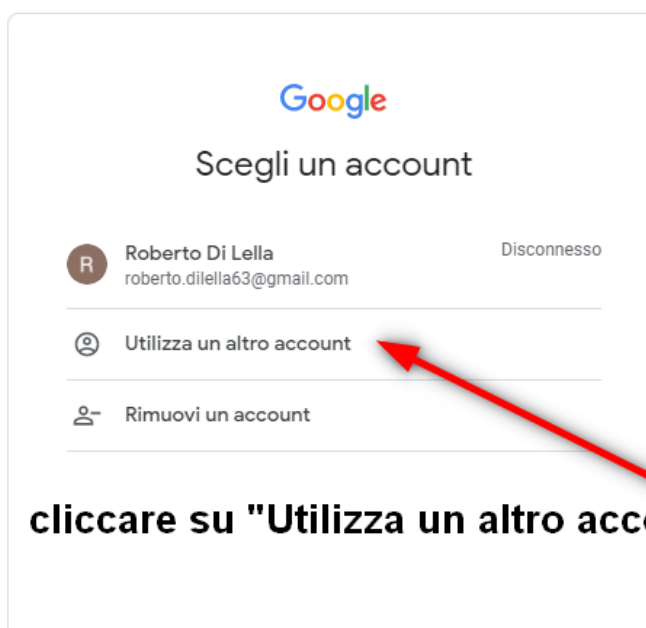 Google
Scegli un account
R
Roberto Di Lella
Disconnesso
roberto.dilella63@gmail.com
Utilizza un altro account
Rimuovi un account
cliccare su "Utilizza un altro